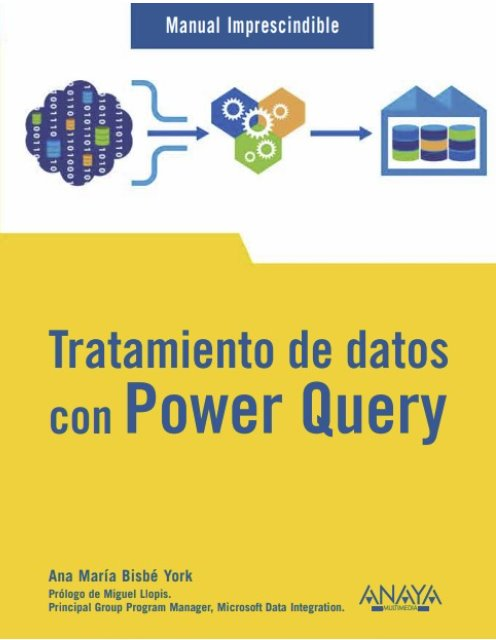 Manual Imprescindible
Tratamiento de datos
con Power Query
Ana María Bisbé York
Prólogo de Miguel Llopis.
Principal Group Program Manager, Microsoft Data Integration.
ANAYA
MULTIMEDIA